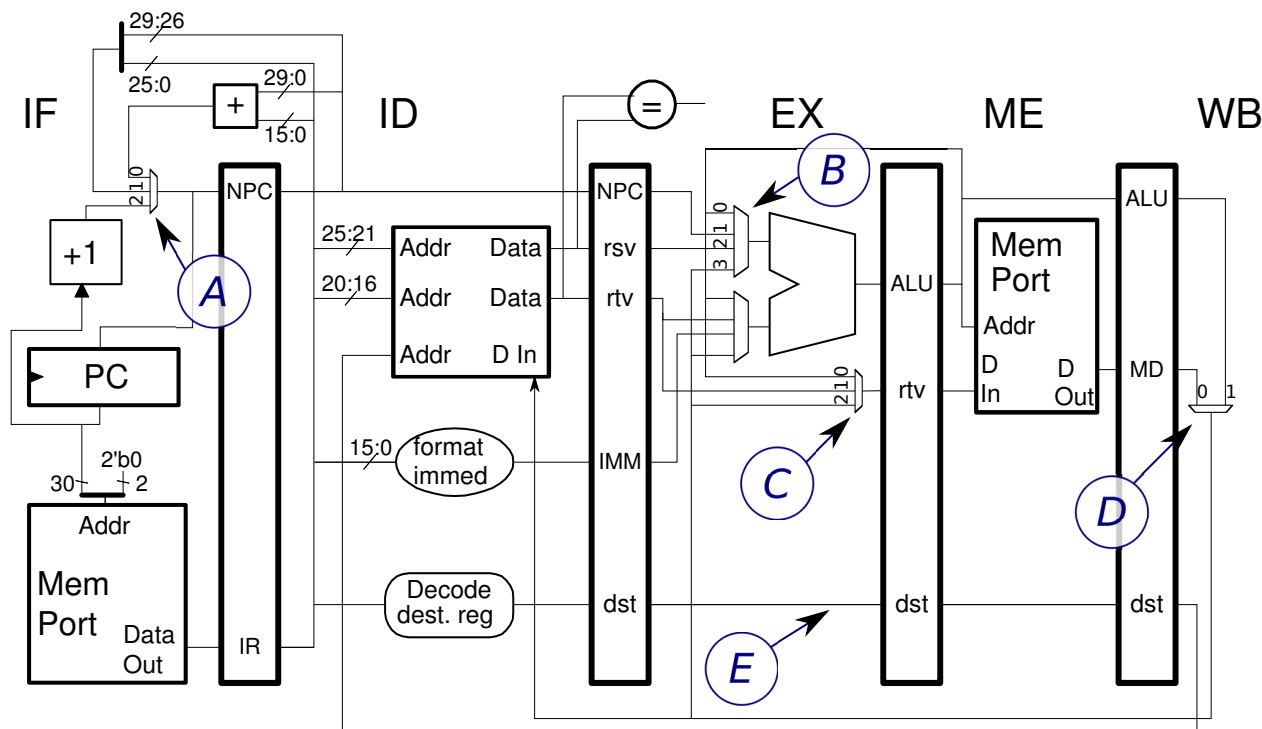 29:26
25:0
29:0
15:0
+
=
IF
ID
EX
ME
WB
2 1 0
NPC
+1
A
PC
30
2'b0
2
Addr
Mem
Port
Data
Out
IR
25:21
20:16
Addr
Data
Addr
Data
Addr
D In
15:0
format
immed
Decode
dest. reg
NPC
rsv
rtv
IMM
dst
B
3 2 1 0
2 1 0
C
E
ALU
rtv
dst
Mem
Port
Addr
D
In
D
Out
ALU
MD
dst
0 1
D